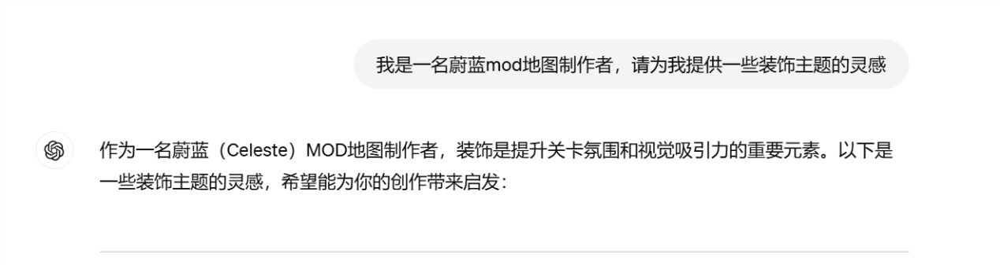 我是一名蔚蓝mod地图制作者，请为我提供一些装饰主题的灵感
作为一名蔚蓝（Celeste）MOD地图制作者，装饰是提升关卡氛围和视觉吸引力的重要元素。以下是
一些装饰主题的灵感，希望能为你的创作带来启发：